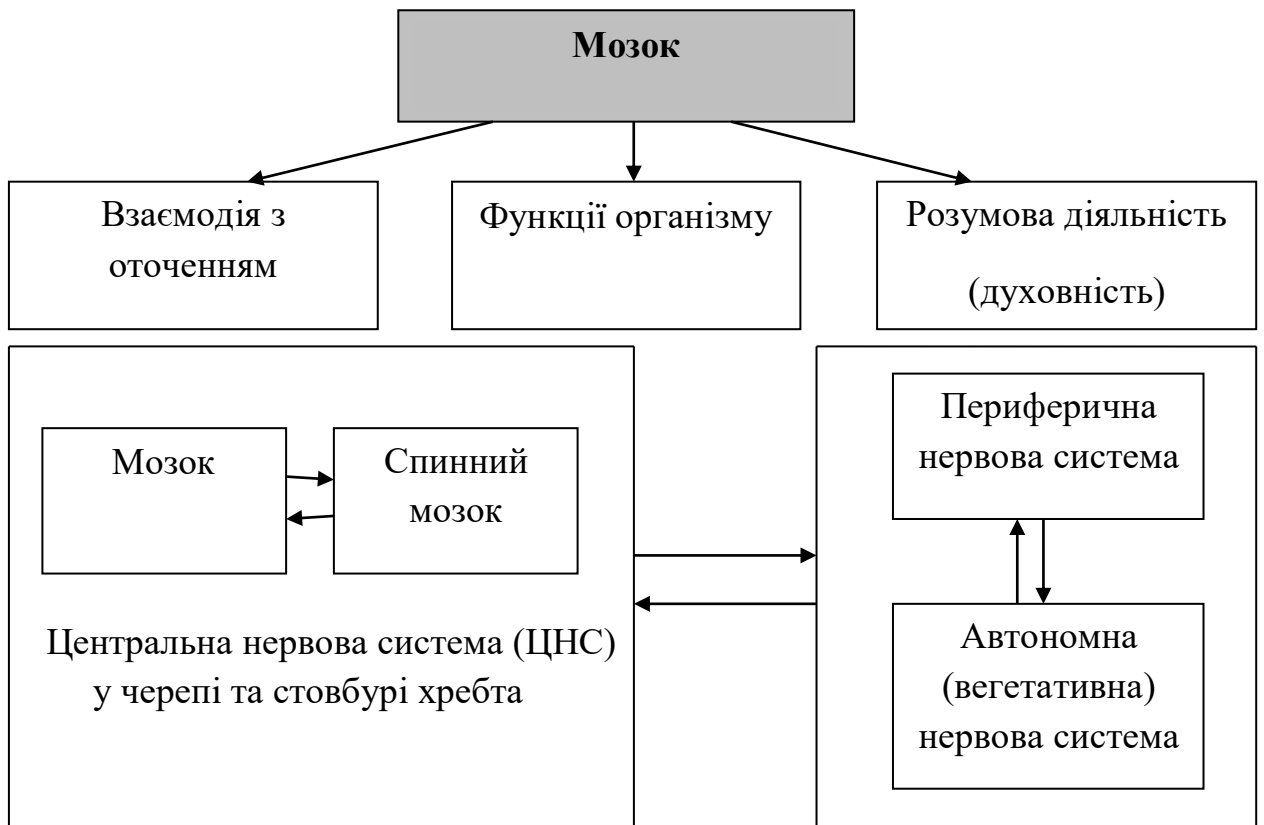 Мозок
Взаємодія з
оточенням
Функції організму
Розумова діяльність
(духовність)
Мозок
Спинний
мозок
Центральна нервова система (ЦНС)
у черепі та стовбурі хребта
Периферична
нервова система
Автономна
(вегетативна)
нервова система